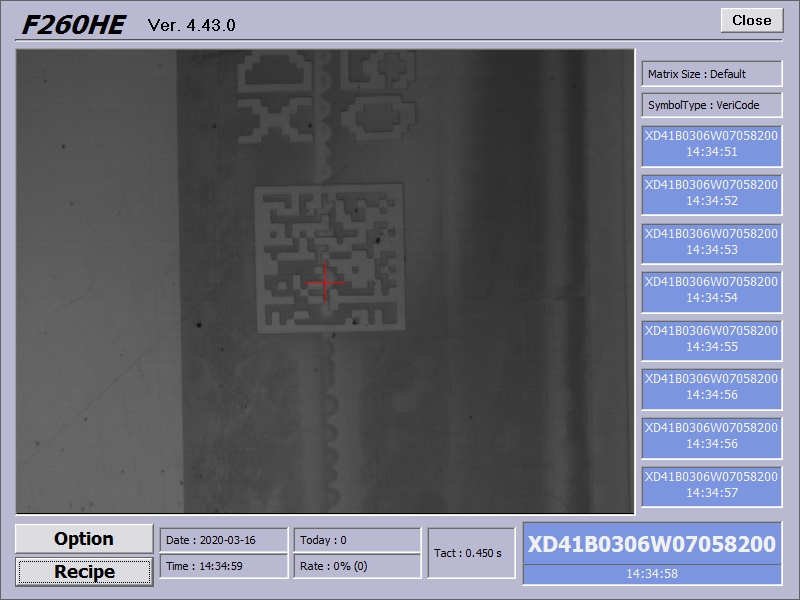 F260HE Ver. 4.43.0
Close
Matrix Size : Default
SymbolType : VeriCode
XD41B0306W07058200
14:34:51
XD41B0306W07058200
14:34:52
XD41B0306W07058200
14:34:53
XD41B0306W07058200
14:34:54
XD41B0306W07058200
14:34:55
XD41B0306W07058200
14:34:56
XD41B0306W07058200
14:34:56
XD41B0306W07058200
14:34:57
Option
Recipe
Date : 2020-03-16
Time : 14:34:59
Today : 0
Rate : 0% (0)
Tact : 0.450 s
XD41B0306W07058200
14:34:58